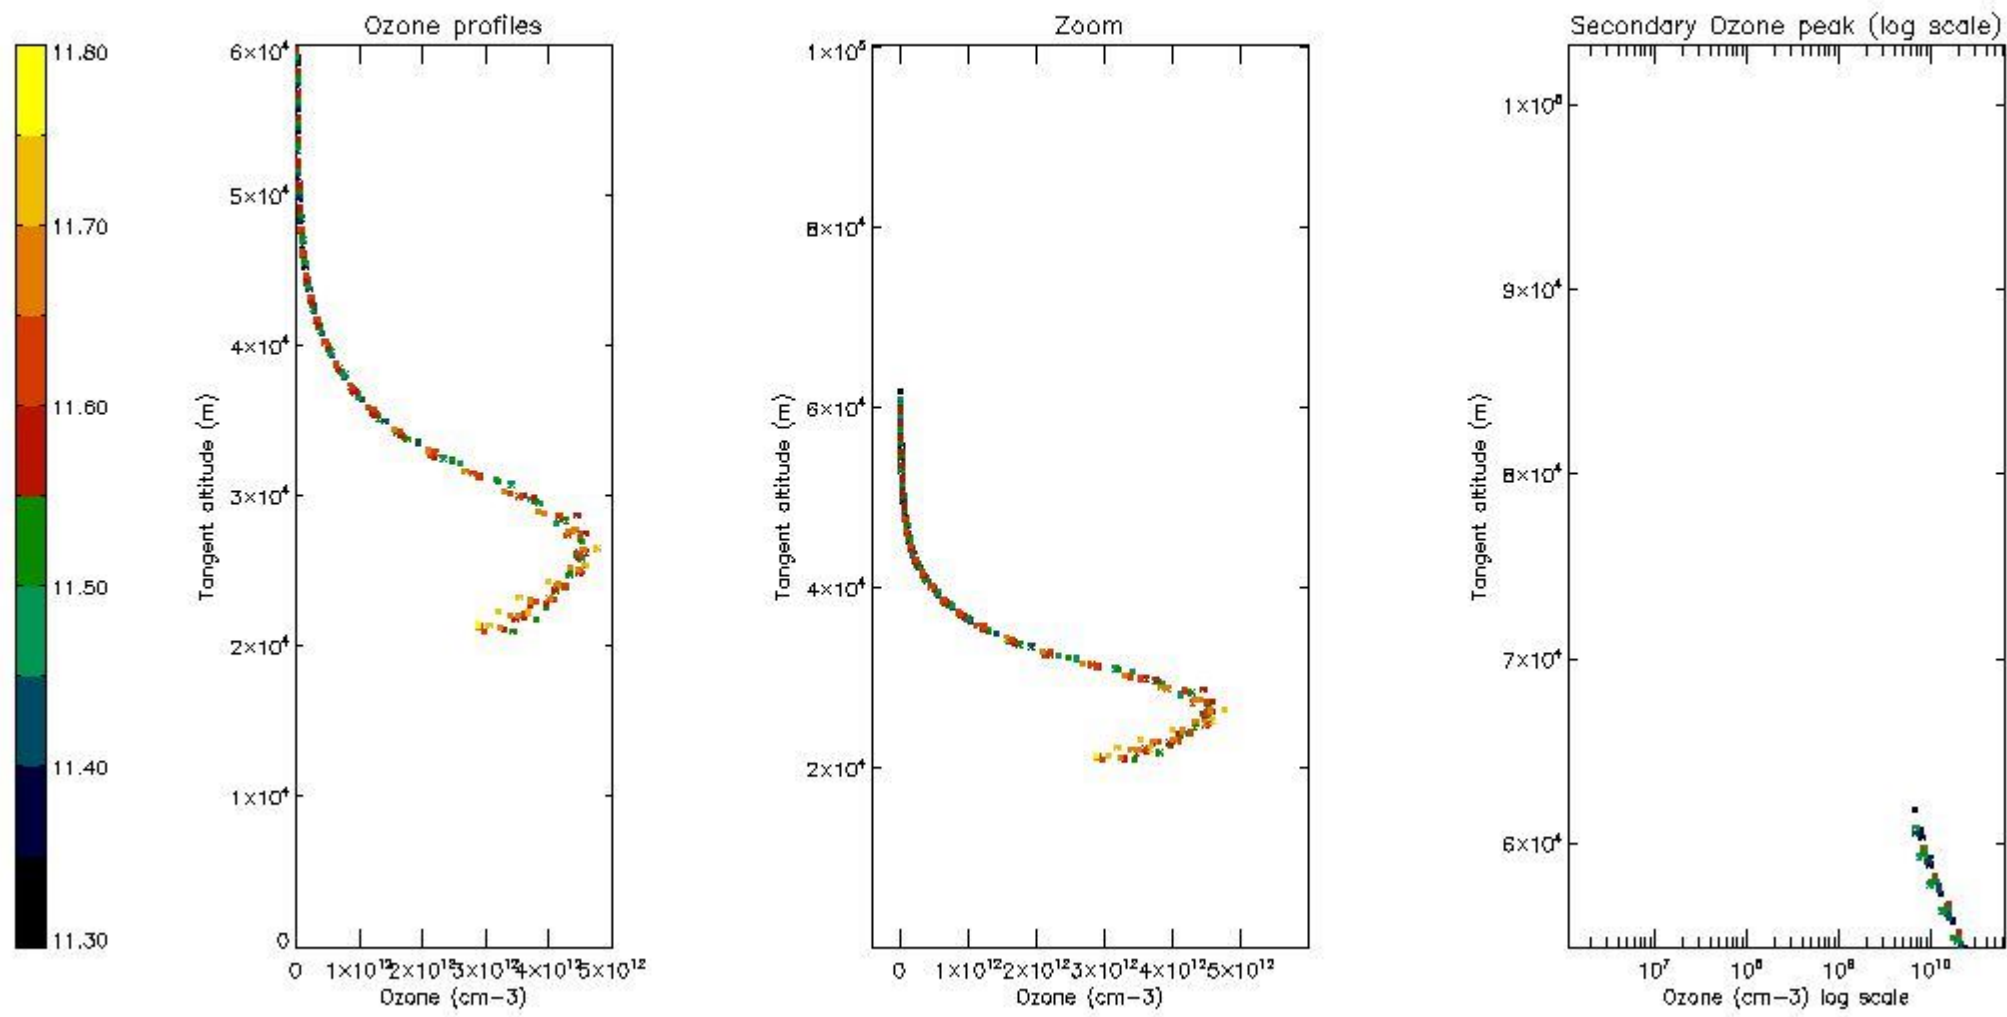 Ozone profiles
Zoom
Secondary Ozone peak (log scale)
11.80
11.70
11.60
11.50
11.40
11.30
6×10⁴
5×10⁴
4×10⁴
3×10⁴
2×10⁴
1×10⁴
0
Tangent altitude (m)
0 1×10¹² 2×10¹² 3×10¹² 4×10¹² 5×10¹²
Ozone (cm-3)
1×10⁵
8×10⁴
6×10⁴
4×10⁴
2×10⁴
Tangent altitude (m)
0 1×10¹² 2×10¹² 3×10¹² 4×10¹² 5×10¹²
Ozone (cm-3)
9×10⁴
8×10⁴
7×10⁴
6×10⁴
Tangent altitude (m)
10⁷ 10¹⁰
Ozone (cm-3) log scale